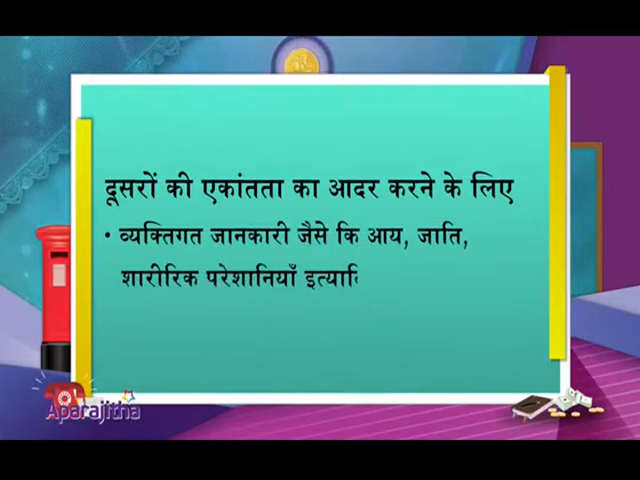 दूसरों की एकांतता का आदर करने के लिए
• व्यक्तिगत जानकारी जैसे कि आय, जाति,
शारीरिक परेशानियाँ
Aparajitha